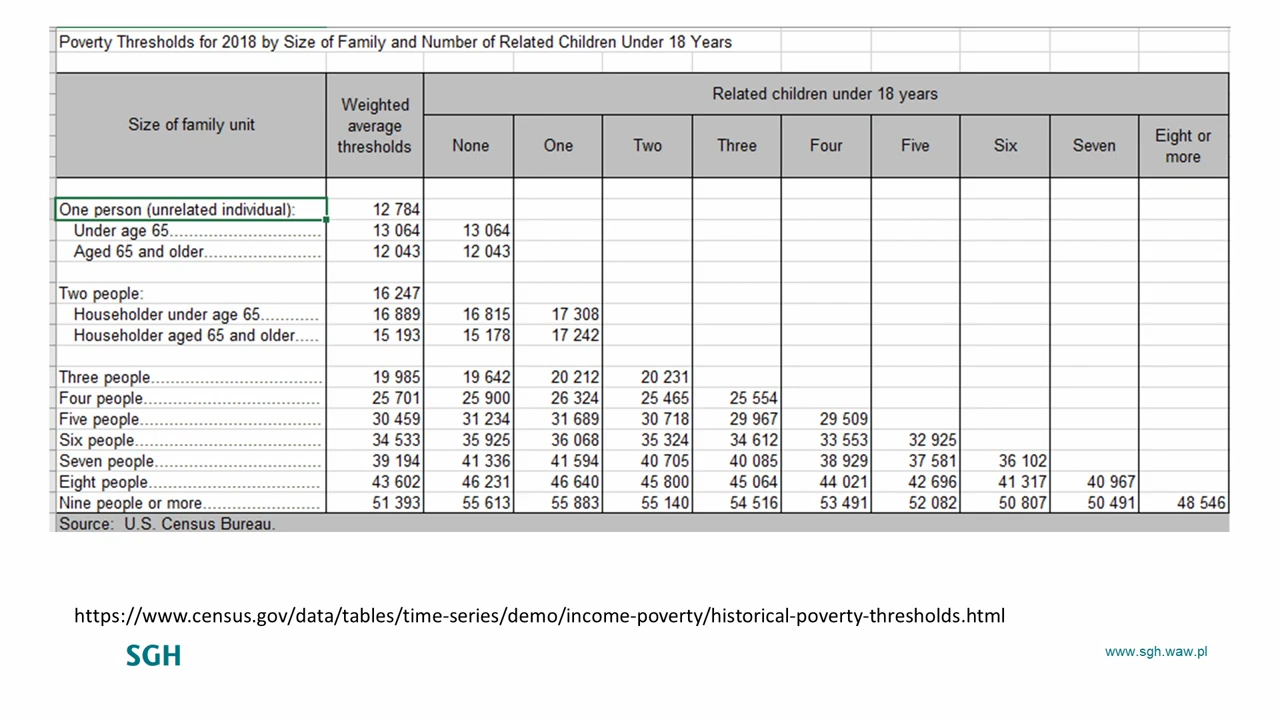 Poverty Thresholds for 2018 by Size of Family and Number of Related Children Under 18 Years
Size of family unit
Weighted average thresholds
Related children under 18 years
None One Two Three Four Five Six Seven Eight or more
One person (unrelated individual): 12 784
Under age 65.................................... 13 064 13 064
Aged 65 and older............................ 12 043 12 043
Two people: 16 247
Householder under age 65............. 16 889 16 815 17 308
Householder aged 65 and older..... 15 193 15 178 17 242
Three people......................................... 19 985 19 642 20 212 20 231
Four people........................................... 25 701 25 900 26 324 25 465 25 554
Five people............................................ 30 459 31 234 31 689 30 718 29 967 29 509
Six people............................................. 34 533 35 925 36 068 35 324 34 612 33 553 32 925
Seven people........................................ 39 194 41 336 41 594 40 705 40 085 38 929 37 581 36 102
Eight people.......................................... 43 602 46 231 46 640 45 800 45 064 44 021 42 696 41 317 40 967
Nine people or more............................ 51 393 55 613 55 883 55 140 54 516 53 491 52 082 50 807 50 491 48 546
Source: U.S. Census Bureau.
https://www.census.gov/data/tables/time-series/demo/income-poverty/historical-poverty-thresholds.html
SGH
www.sgh.waw.pl